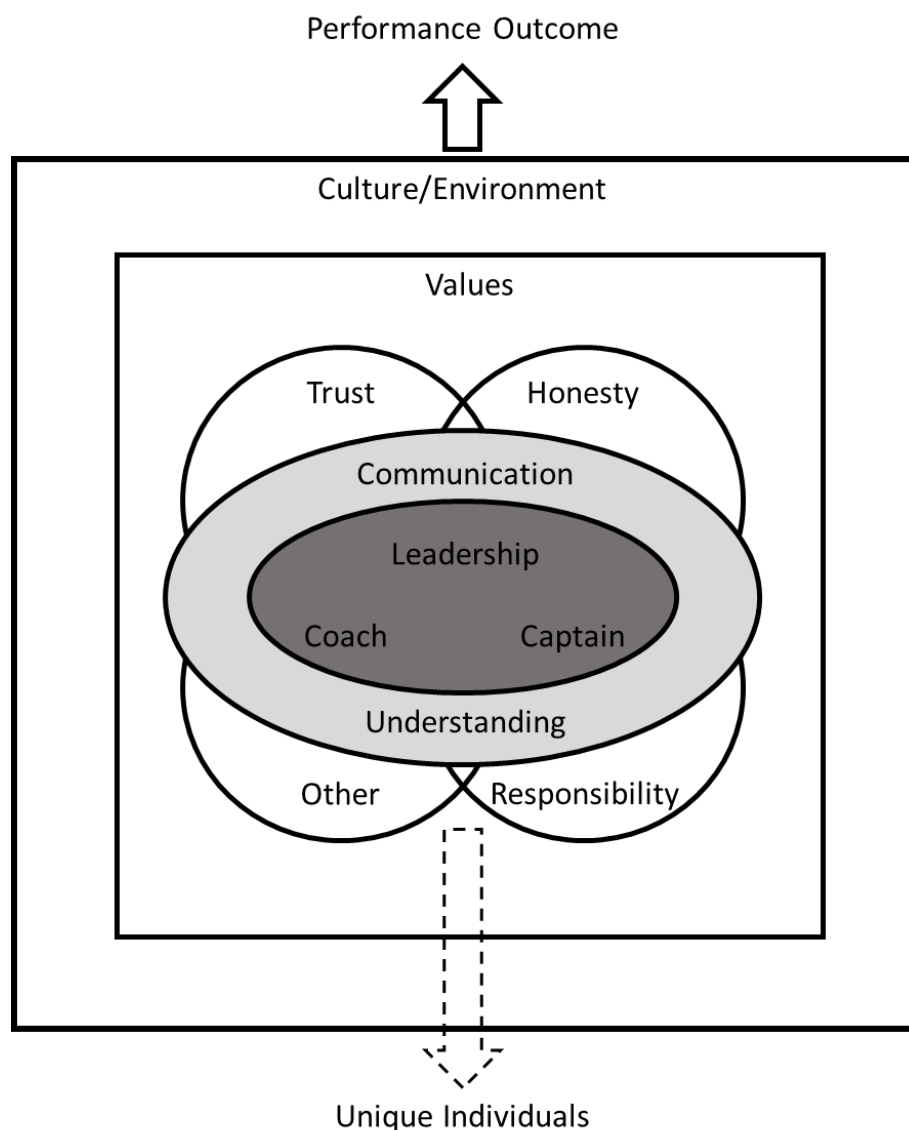 Performance Outcome
Culture/Environment
Values
Trust
Honesty
Communication
Leadership
Coach
Captain
Understanding
Other
Responsibility
Unique Individuals